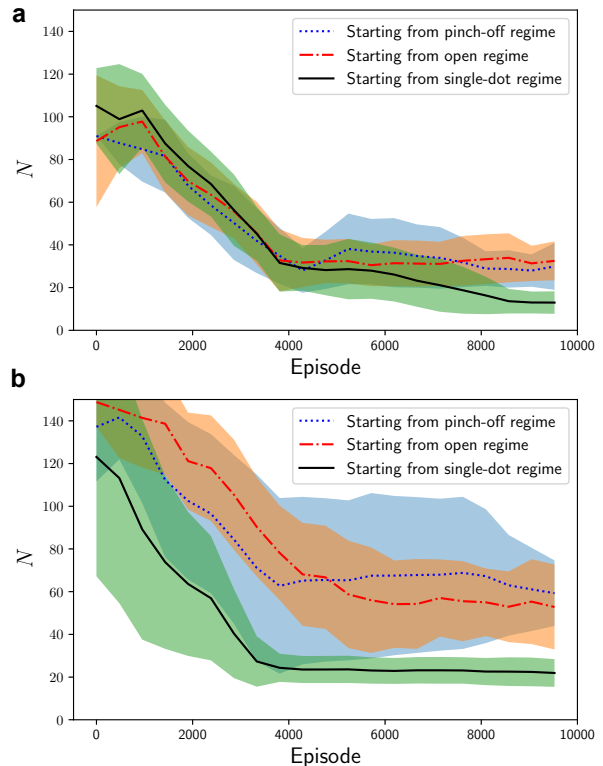 a
140
120
100
80
60
40
20
0
N
Starting from pinch-off regime
Starting from open regime
Starting from single-dot regime
0 2000 4000 6000 8000 10000
Episode
b
140
120
100
80
60
40
20
0
N
Starting from pinch-off regime
Starting from open regime
Starting from single-dot regime
0 2000 4000 6000 8000 10000
Episode